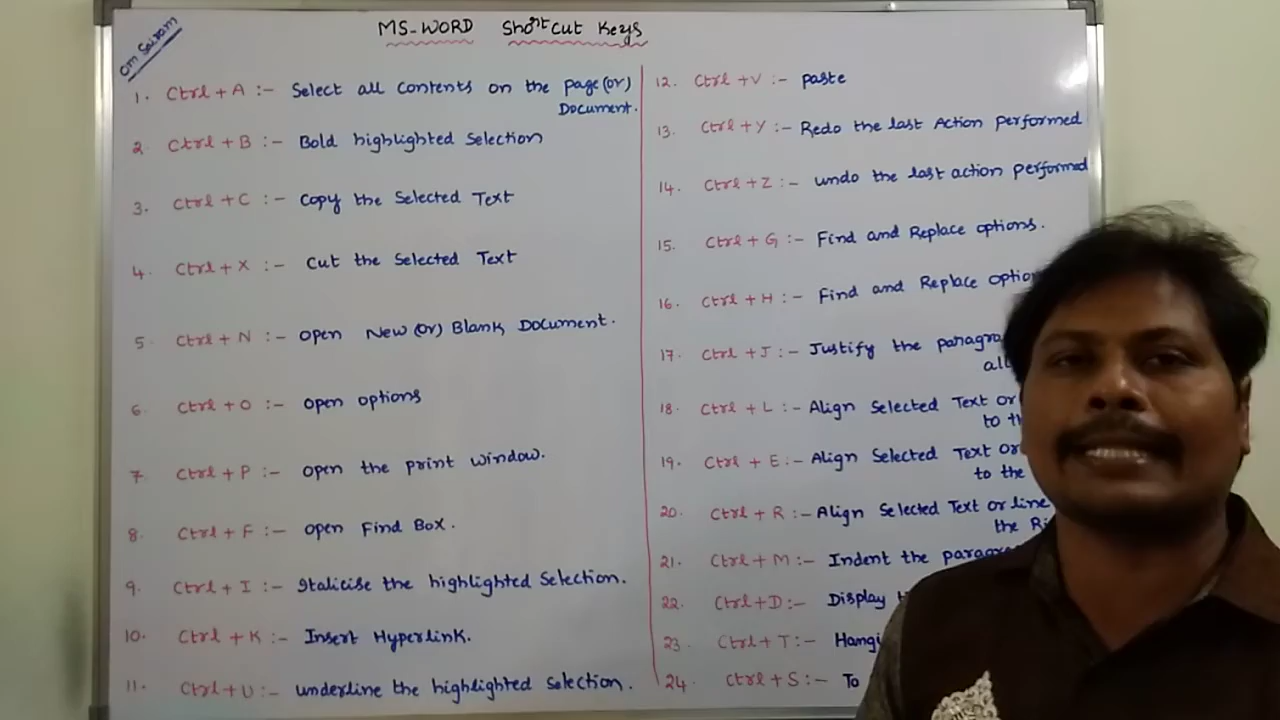 Om Sairam
MS-WORD Shortcut Keys
1. Ctrl + A :- Select all contents on the page (or)
Document.
2. Ctrl + B :- Bold highlighted Selection
3. Ctrl + C :- Copy the Selected Text
4. Ctrl + X :- Cut the Selected Text
5. Ctrl + N :- Open New (or) Blank Document.
6. Ctrl + O :- Open options
7. Ctrl + P :- Open the print window.
8. Ctrl + F :- Open Find Box.
9. Ctrl + I :- Italicise the highlighted Selection.
10. Ctrl + K :- Insert Hyperlink.
11. Ctrl + U :- underline the highlighted selection.
12. Ctrl + V :- paste
13. Ctrl + Y :- Redo the last Action performed
14. Ctrl + Z :- undo the last action performed
15. Ctrl + G :- Find and Replace options.
16. Ctrl + H :- Find and Replace
17. Ctrl + J :- Justify the
18. Ctrl + L :- Align Selected Text or
to
19. Ctrl + E :- Align Selected Text or
to the
20. Ctrl + R :- Align Selected Text or line
the
21. Ctrl + M :- Indent the
22. Ctrl + D :- Display
23. Ctrl + T :-
24. Ctrl + S :- To